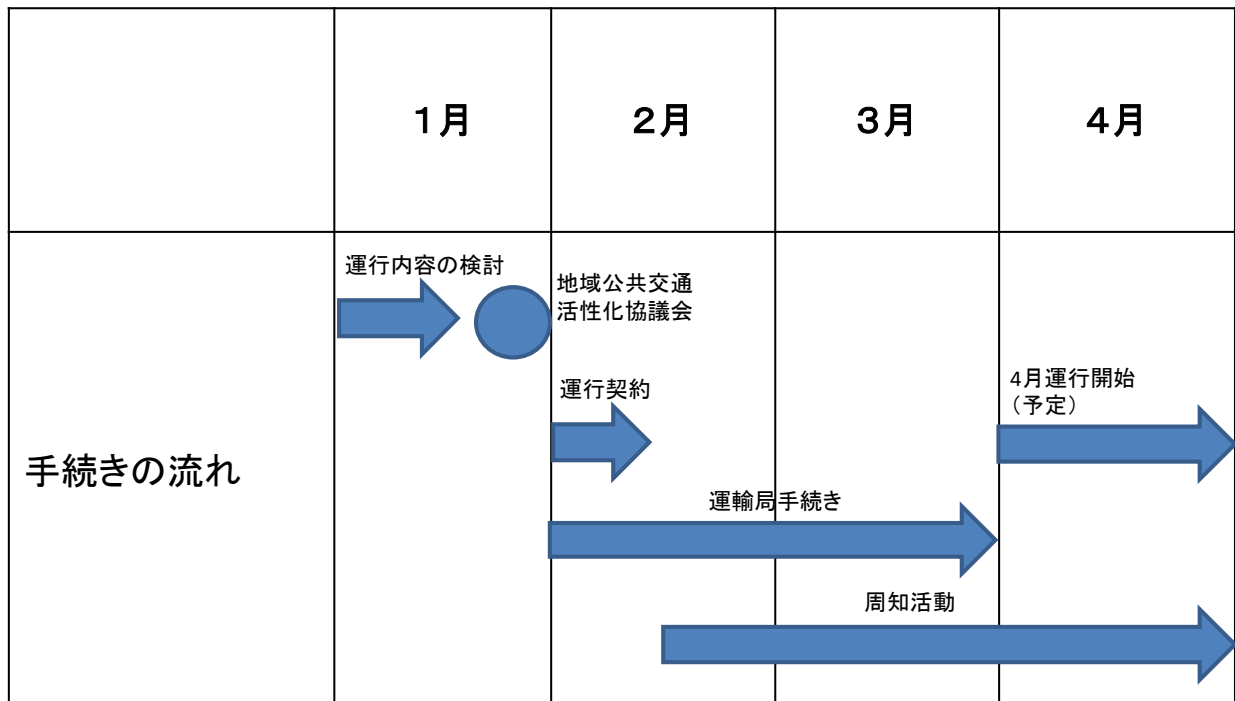 １月
２月
３月
４月
手続きの流れ
運行内容の検討
地域公共交通
活性化協議会
運行契約
4月運行開始
（予定）
運輸局手続き
周知活動